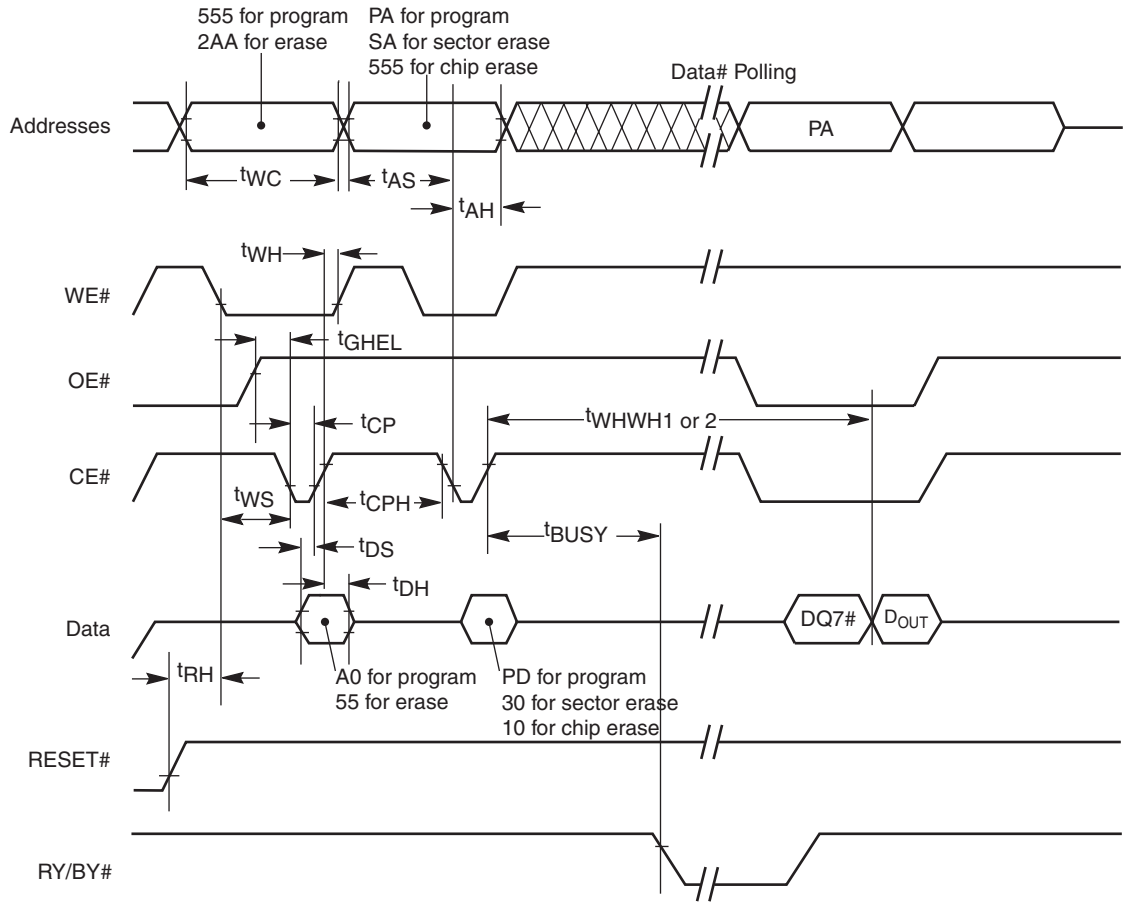 555 for program
2AA for erase
PA for program
SA for sector erase
555 for chip erase
Data# Polling
Addresses
PA
tWC
tAS
tAH
tWH
WE#
tGHEL
OE#
tWHWH1 or 2
tCP
CE#
tWS
tCPH
tBUSY
tDS
tDH
Data
DQ7#
DOUT
tRH
A0 for program
55 for erase
PD for program
30 for sector erase
10 for chip erase
RESET#
RY/BY#